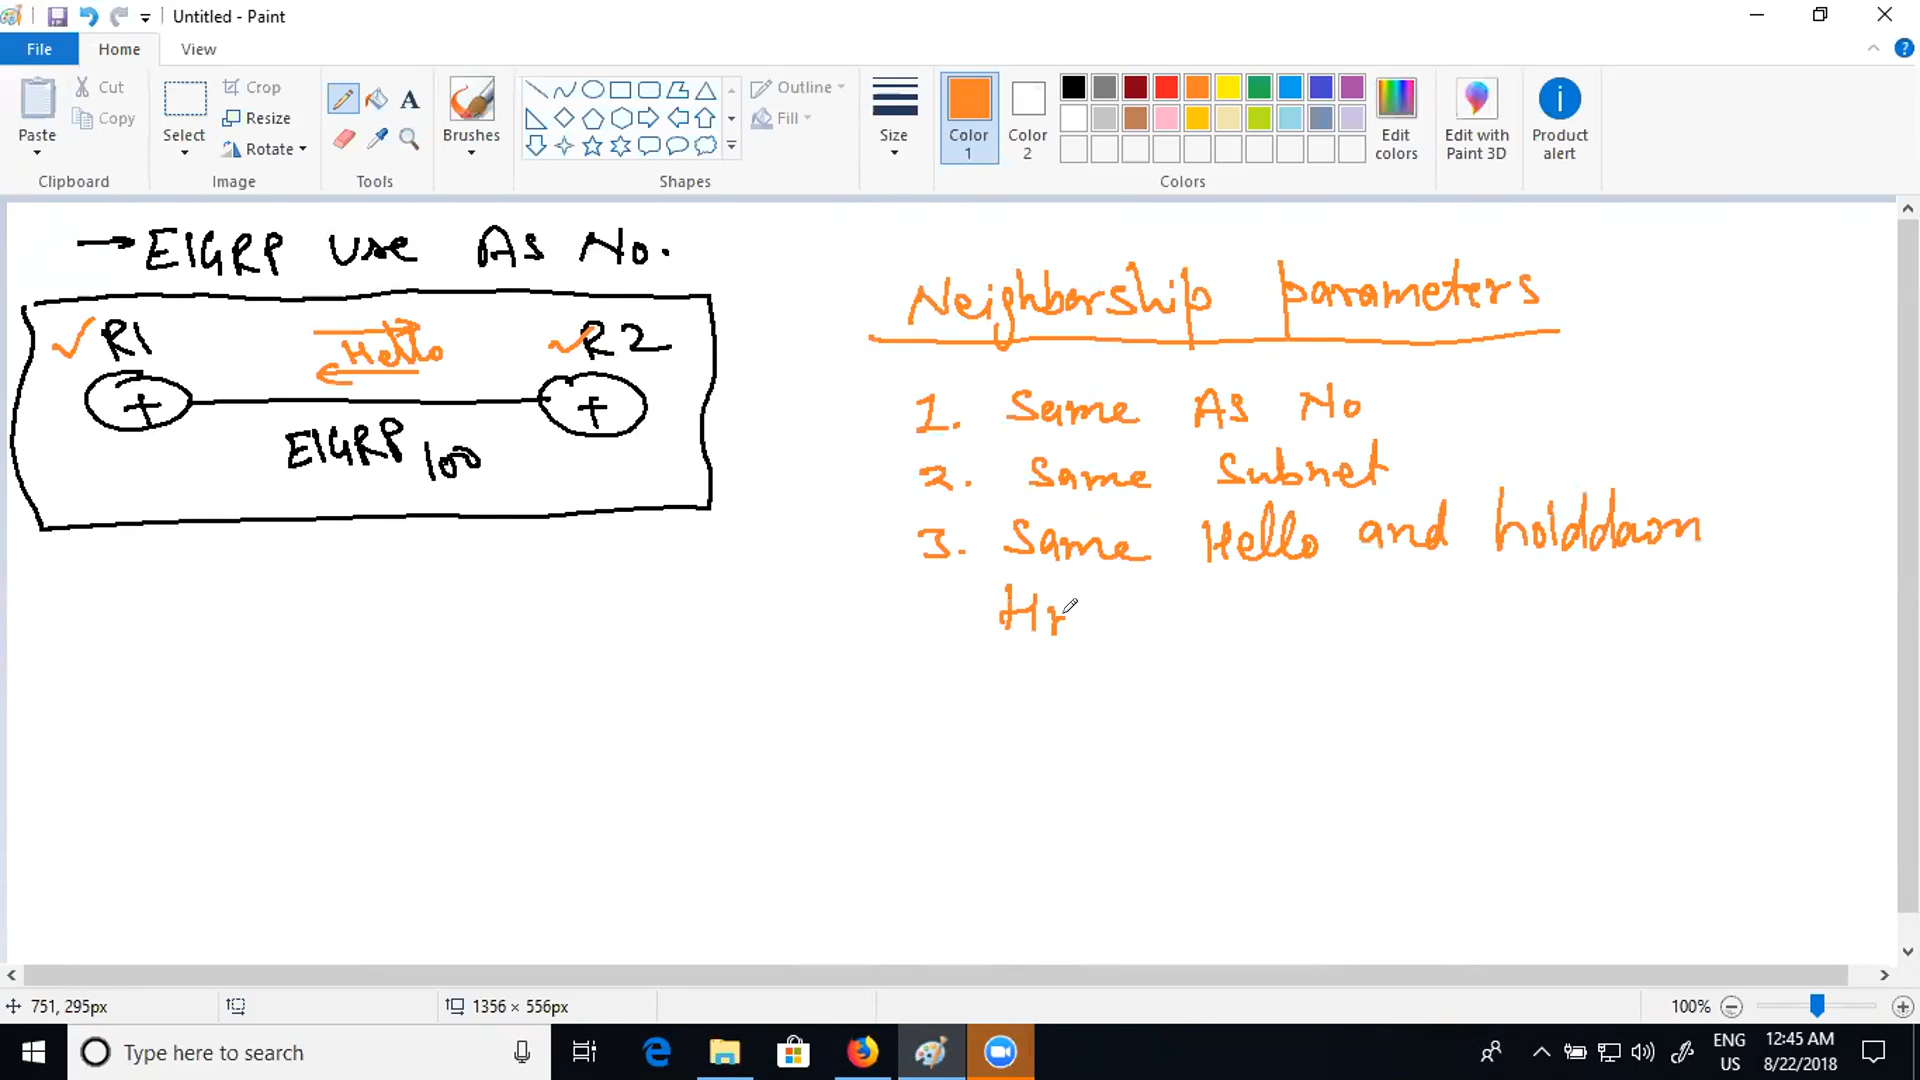 Untitled - Paint
File Home View
Paste
Cut
Copy
Clipboard
Select
Crop
Resize
Rotate
Image
Tools
Brushes
Shapes
Outline
Fill
Size
Color 1
Color 2
Colors
Edit colors
Edit with Paint 3D
Product alert
→ EIGRP Use As No.
R1 Hello R2
EIGRP 100
Neighborship parameters
1. Same As No
2. Same Subnet
3. Same Hello and holddown
751, 295px
1356 × 556px
100%
Type here to search
ENG
US
12:45 AM
8/22/2018